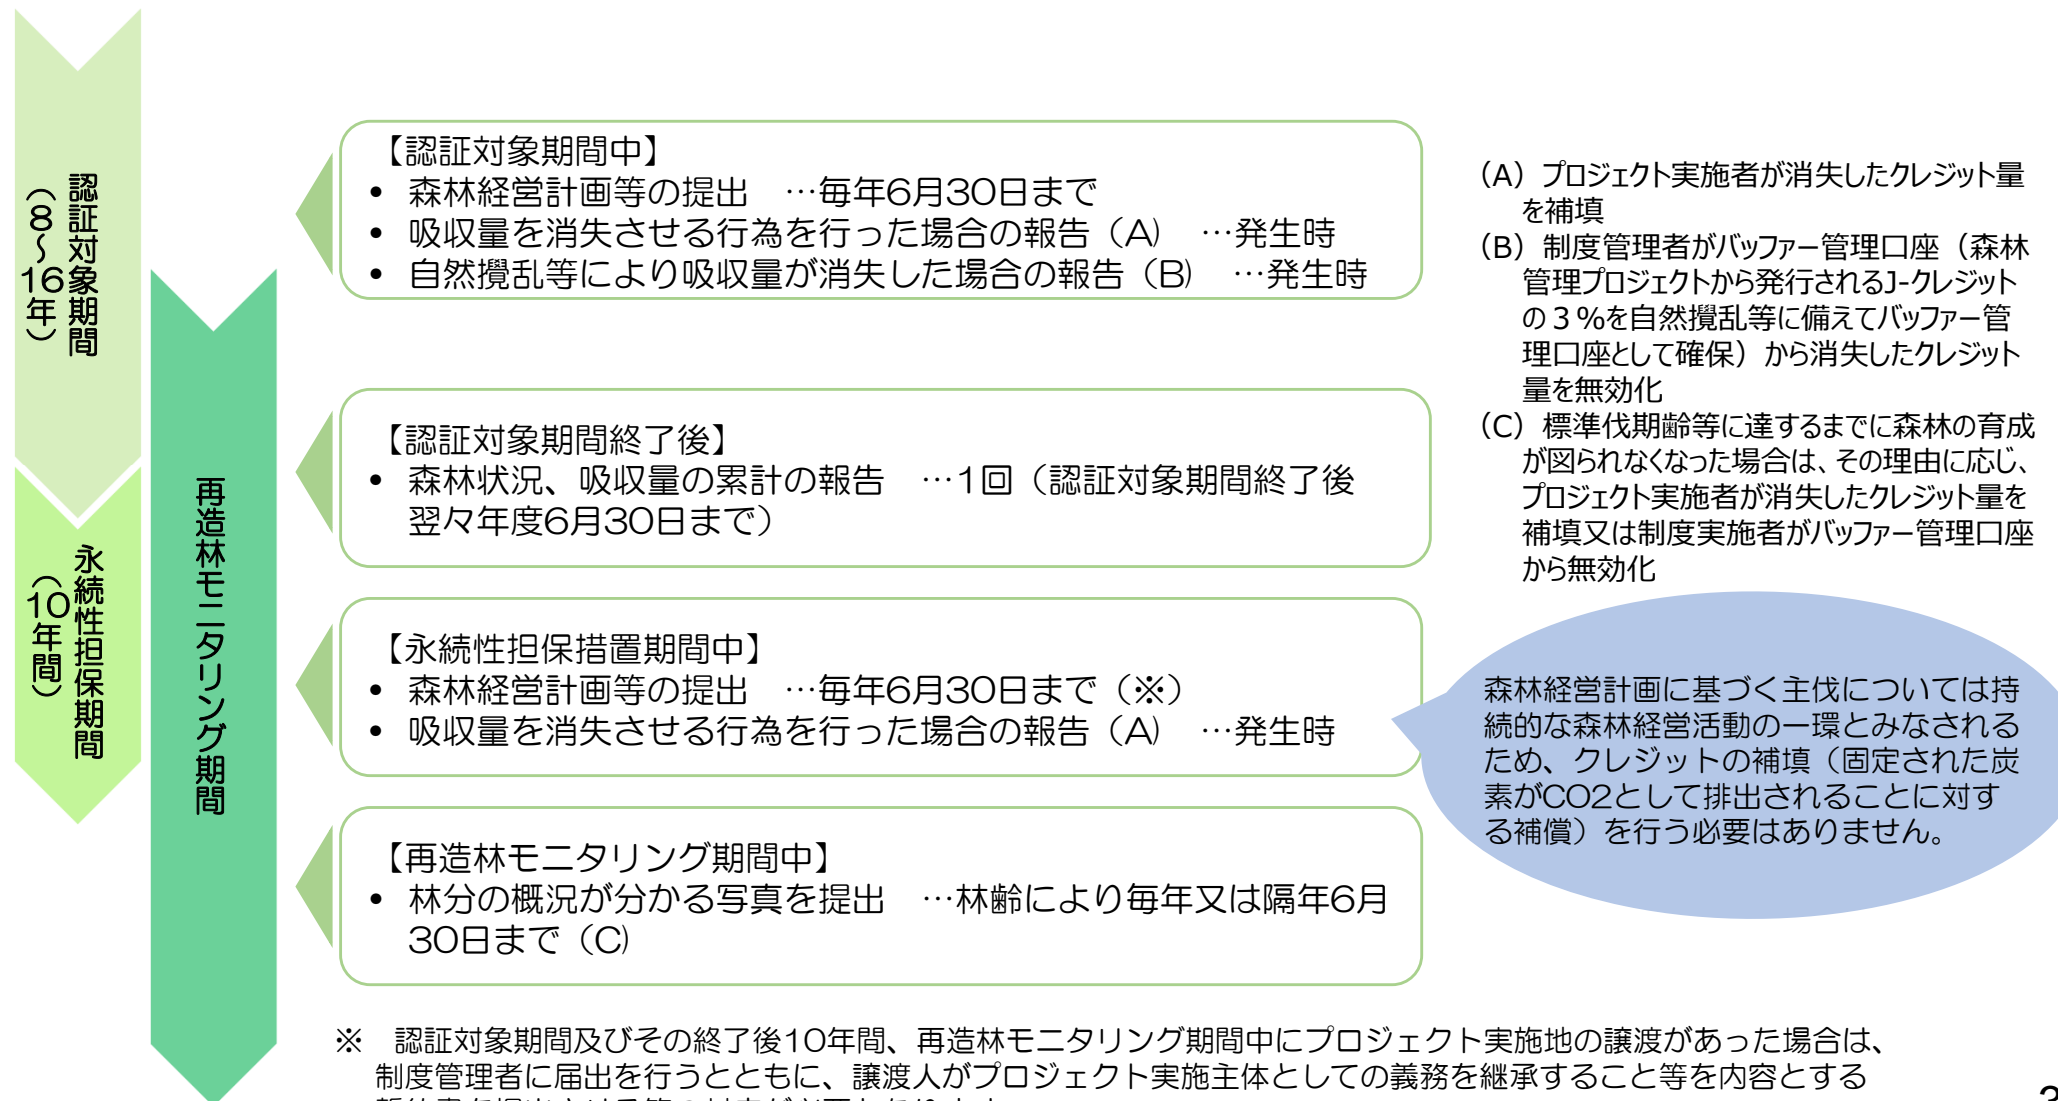 認証対象期間
（8～16年）
永続性担保期間
（10年間）
再造林モニタリング期間
【認証対象期間中】
• 森林経営計画等の提出　…毎年6月30日まで
• 吸収量を消失させる行為を行った場合の報告（A）　…発生時
• 自然攪乱等により吸収量が消失した場合の報告（B）　…発生時
【認証対象期間終了後】
• 森林状況、吸収量の累計の報告　…1回（認証対象期間終了後
翌々年度6月30日まで）
【永続性担保措置期間中】
• 森林経営計画等の提出　…毎年6月30日まで（※）
• 吸収量を消失させる行為を行った場合の報告（A）　…発生時
【再造林モニタリング期間中】
• 林分の概況が分かる写真を提出　…林齢により毎年又は隔年6月
30日まで（C）
（A）プロジェクト実施者が消失したクレジット量
を補填
（B）制度管理者がバッファー管理口座（森林
管理プロジェクトから発行されるJ-クレジット
の３％を自然攪乱等に備えてバッファー管
理口座として確保）から消失したクレジット
量を無効化
（C）標準伐期齢等に達するまでに森林の育成
が図られなくなった場合は、その理由に応じ、
プロジェクト実施者が消失したクレジット量を
補填又は制度実施者がバッファー管理口座
から無効化
森林経営計画に基づく主伐については持
続的な森林経営活動の一環とみなされる
ため、クレジットの補填（固定された炭
素がCO2として排出されることに対す
る補償）を行う必要はありません。
※　認証対象期間及びその終了後10年間、再造林モニタリング期間中にプロジェクト実施地の譲渡があった場合は、
制度管理者に届出を行うとともに、譲渡人がプロジェクト実施主体としての義務を継承すること等を内容とする